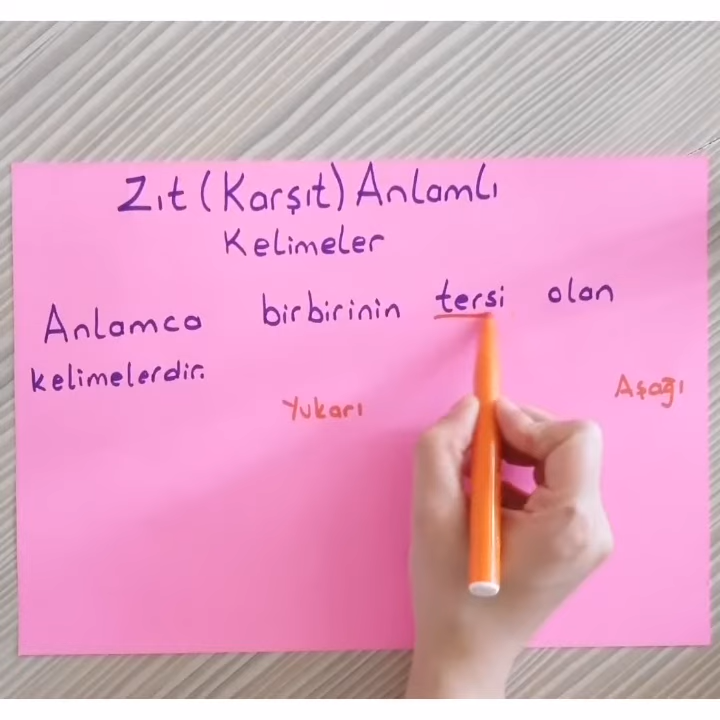 Zıt (Karşıt) Anlamlı
Kelimeler
Anlamca birbirinin tersi olan
kelimelerdir.
Yukarı Aşağı